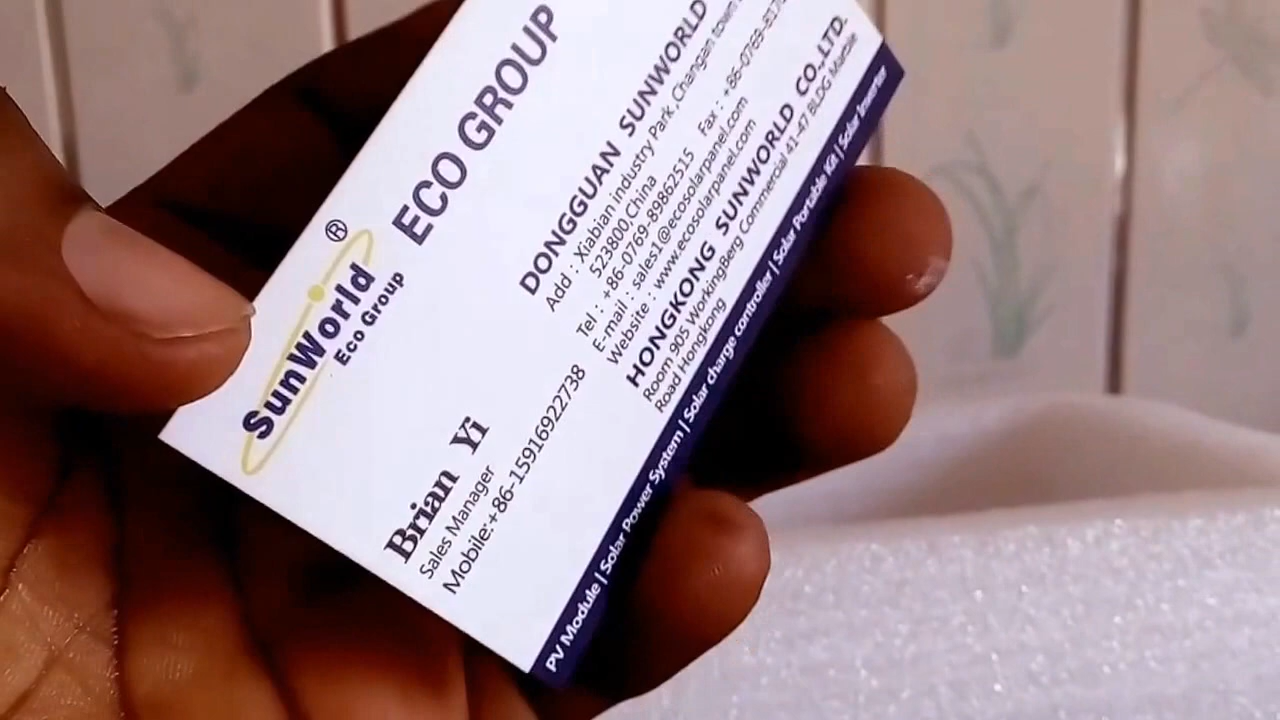 SunWorld®
Eco Group
ECO GROUP
Brian Yi
Sales Manager
Mobile:+86-15916922738
DONGGUAN SUNWORLD
Add : Xiabian industry Park,Changan town
523800,China
Tel : +86-0769-89862515 Fax : +86-0769-817
E-mail : sales1@ecosolarpanel.com
Website : www.ecosolarpanel.com
HONGKONG SUNWORLD CO.,LTD.
Room 905 WorkingBerg Commercial 41-47 BLDG Marble
Road Hongkong
PV Module | Solar Power System | Solar charge controller | Solar Portable Kit | Solar Inverter